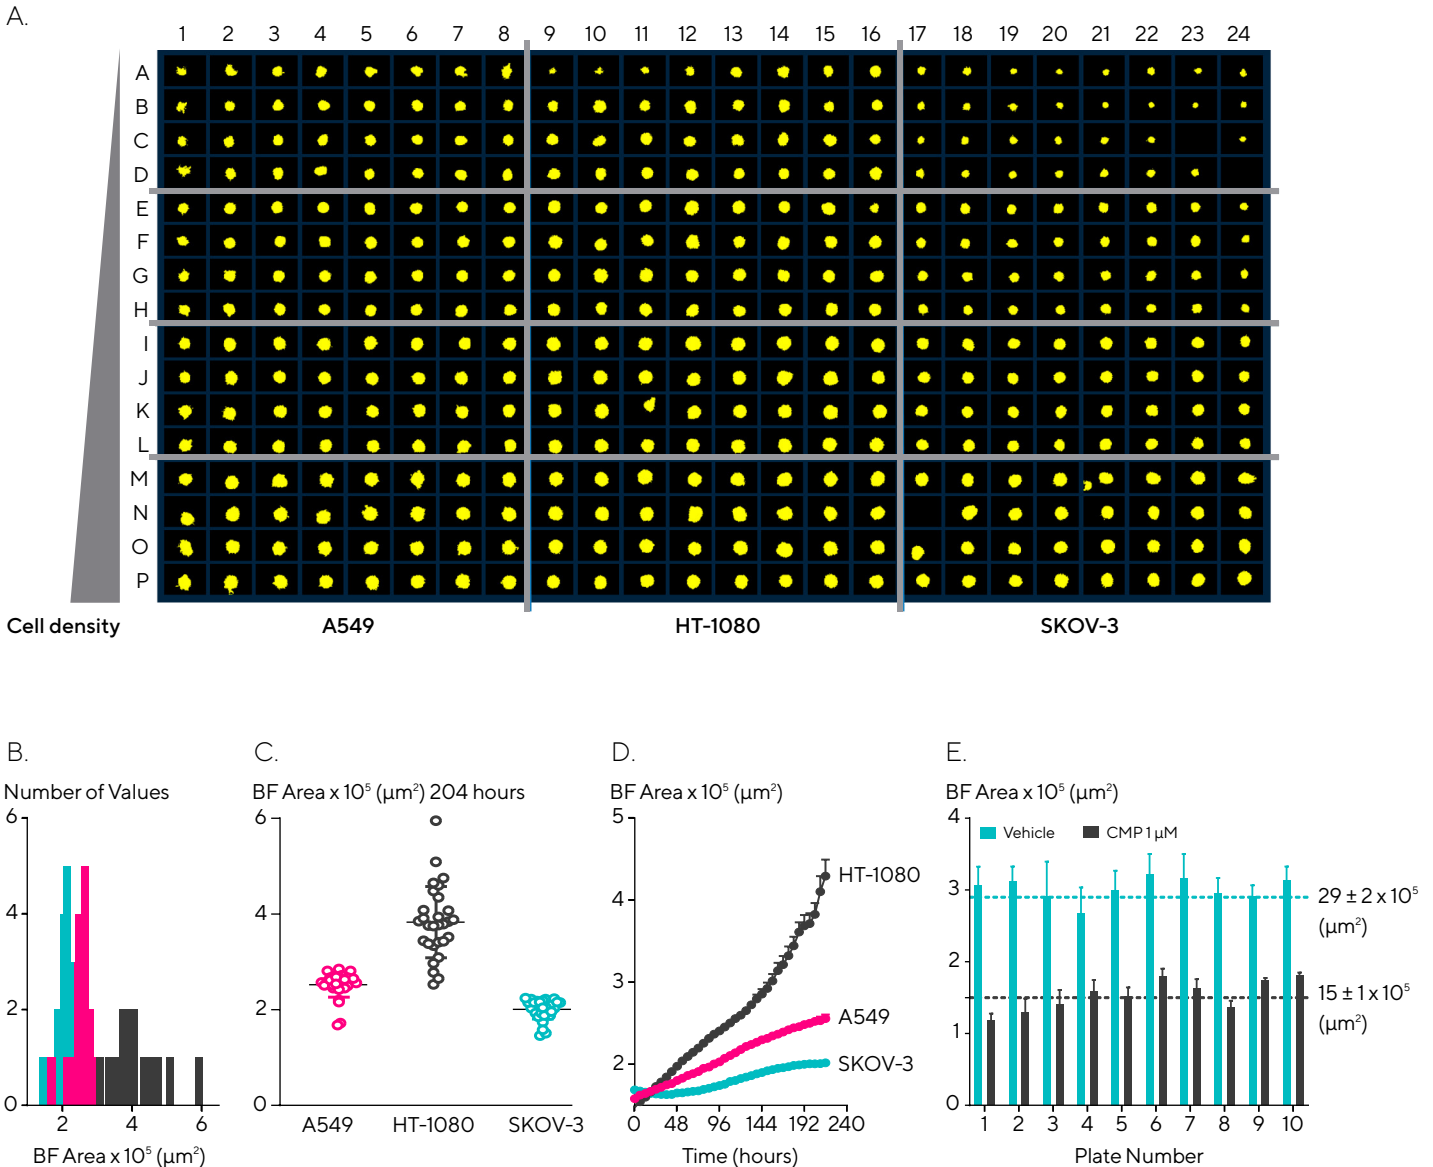 A.
1 2 3 4 5 6 7 8 9 10 11 12 13 14 15 16 17 18 19 20 21 22 23 24
A
B
C
D
E
F
G
H
I
J
K
L
M
N
O
P
Cell density A549 HT-1080 SKOV-3
B.
Number of Values
6
4
2
0
2 4 6
BF Area x 10⁵ (µm²)
C.
BF Area x 10⁵ (µm²) 204 hours
6
4
2
0
A549 HT-1080 SKOV-3
D.
BF Area x 10⁵ (µm²)
5
4
3
2
HT-1080
A549
SKOV-3
0 48 96 144 192 240
Time (hours)
E.
BF Area x 10⁵ (µm²)
4
3
2
1
0
Vehicle CMP 1 µM
29 ± 2 x 10⁵
(µm²)
15 ± 1 x 10⁵
(µm²)
1 2 3 4 5 6 7 8 9 10
Plate Number